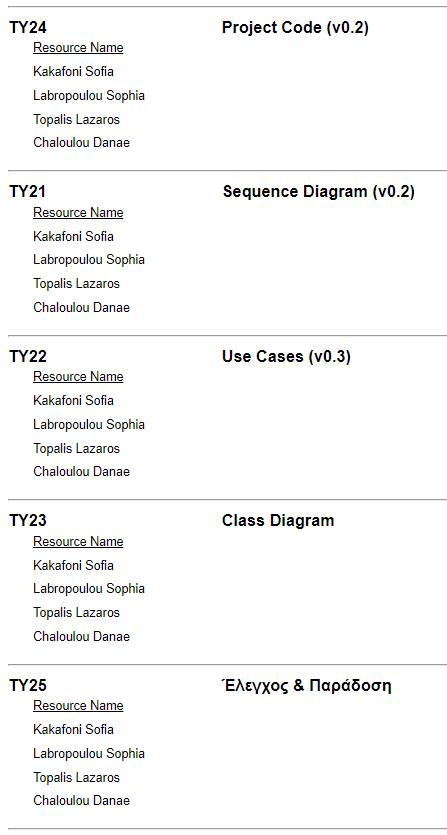 TY24 Project Code (v0.2)
Resource Name
Kakafoni Sofia
Labropoulou Sophia
Topalis Lazaros
Chaloulou Danae
TY21 Sequence Diagram (v0.2)
Resource Name
Kakafoni Sofia
Labropoulou Sophia
Topalis Lazaros
Chaloulou Danae
TY22 Use Cases (v0.3)
Resource Name
Kakafoni Sofia
Labropoulou Sophia
Topalis Lazaros
Chaloulou Danae
TY23 Class Diagram
Resource Name
Kakafoni Sofia
Labropoulou Sophia
Topalis Lazaros
Chaloulou Danae
TY25 Έλεγχος & Παράδοση
Resource Name
Kakafoni Sofia
Labropoulou Sophia
Topalis Lazaros
Chaloulou Danae